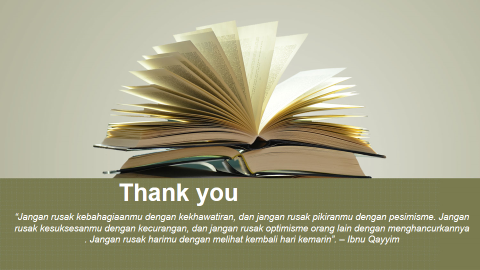 Thank you
"Jangan rusak kebahagiaanmu dengan kekhawatiran, dan jangan rusak pikiranmu dengan pesimisme. Jangan
rusak kesuksesanmu dengan kecurangan, dan jangan rusak optimisme orang lain dengan menghancurkannya
. Jangan rusak harimu dengan melihat kembali hari kemarin". – Ibnu Qayyim